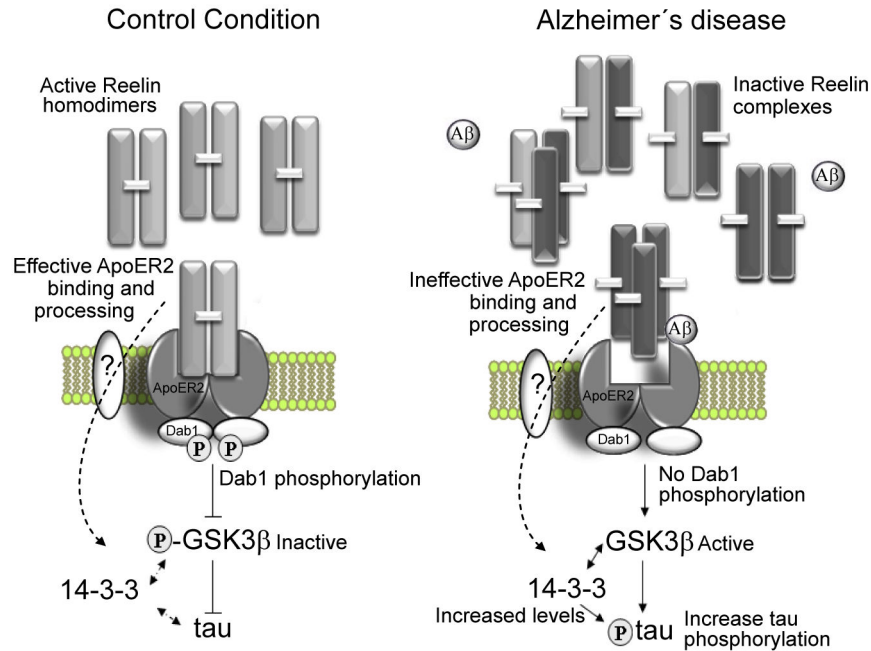 Control Condition
Active Reelin
homodimers
Effective ApoER2
binding and
processing
?
ApoER2
Dab1
P
P
Dab1 phosphorylation
P-GSK3β Inactive
14-3-3
tau
Alzheimer´s disease
Inactive Reelin
complexes
Aβ
Aβ
Ineffective ApoER2
binding and
processing
Aβ
?
ApoER2
Dab1
No Dab1
phosphorylation
GSK3β Active
14-3-3
Increased levels
P tau
Increase tau
phosphorylation